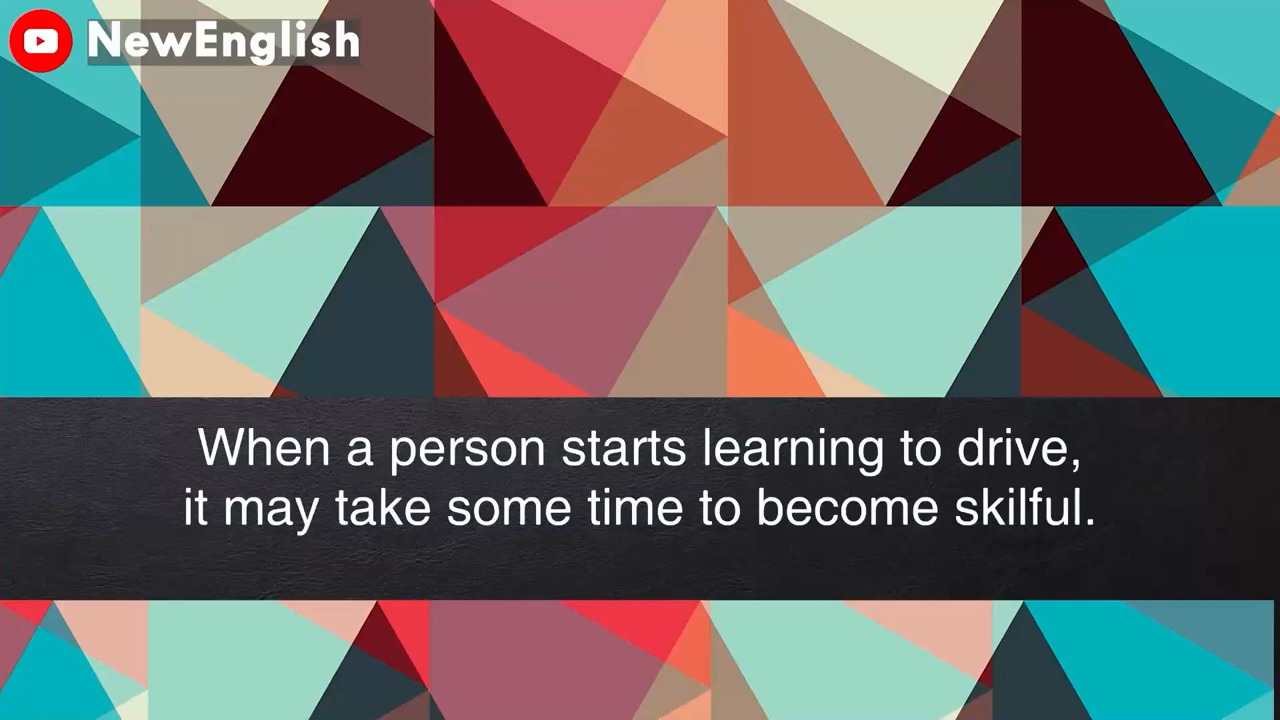 NewEnglish
When a person starts learning to drive,
it may take some time to become skilful.